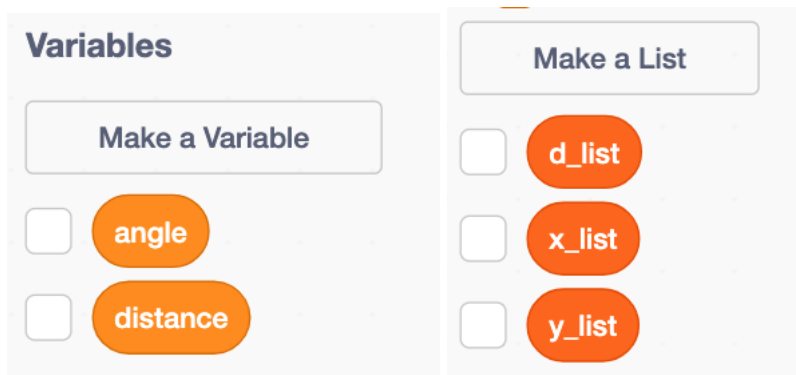 Variables
Make a Variable
angle
distance
Make a List
d_list
x_list
y_list